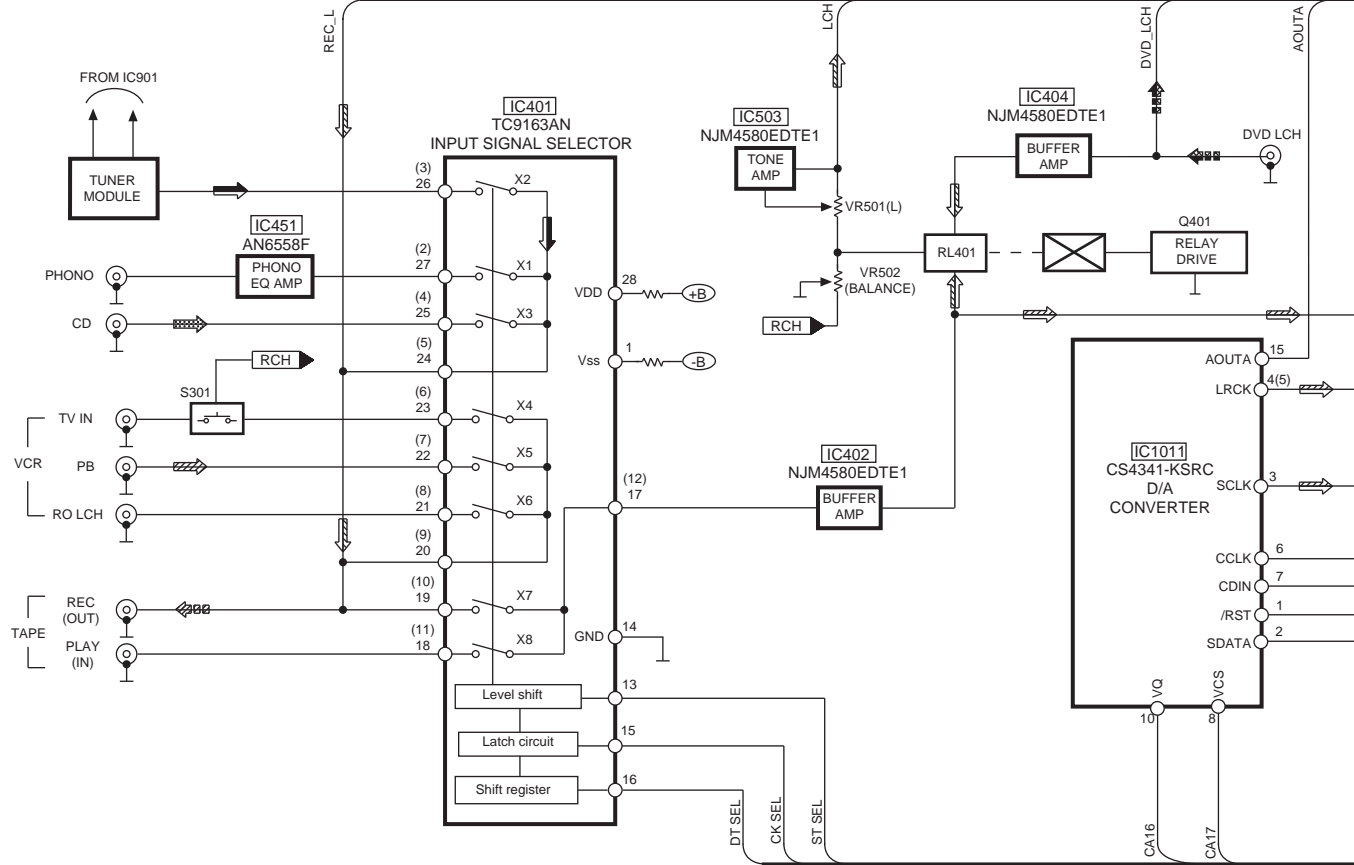 REC_L
LCH
DVD_LCH
AOUTA
FROM IC901
TUNER
MODULE
IC401
TC9163AN
INPUT SIGNAL SELECTOR
IC503
NJM4580EDTE1
TONE
AMP
IC404
NJM4580EDTE1
BUFFER
AMP
DVD LCH
(3)
26
X2
VR501(L)
IC451
AN6558F
PHONO
PHONO
EQ AMP
(2)
27
X1
CD
(4)
25
X3
(5)
24
RCH
S301
VDD
28
+B
Vss
1
-B
VR502
(BALANCE)
RCH
RL401
Q401
RELAY
DRIVE
VCR
TV IN
(6)
23
X4
PB
(7)
22
X5
RO LCH
(8)
21
X6
(9)
20
(12)
17
IC402
NJM4580EDTE1
BUFFER
AMP
TAPE
REC
(OUT)
(10)
19
X7
PLAY
(IN)
(11)
18
X8
GND
14
Level shift
13
Latch circuit
15
Shift register
16
DT SEL
CK SEL
ST SEL
IC1011
CS4341-KSRC
D/A
CONVERTER
AOUTA
15
LRCK
4(5)
SCLK
3
CCLK
6
CDIN
7
/RST
1
SDATA
2
VQ
10
VCS
8
CA16
CA17